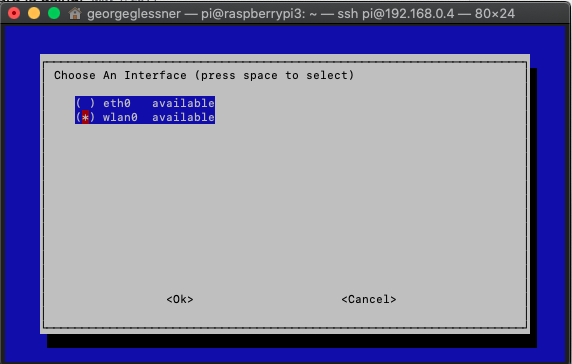 georgeglessner — pi@raspberrypi3: ~ — ssh pi@192.168.0.4 — 80×24
Choose An Interface (press space to select)
( ) eth0   available
(*) wlan0  available
<Ok>                      <Cancel>